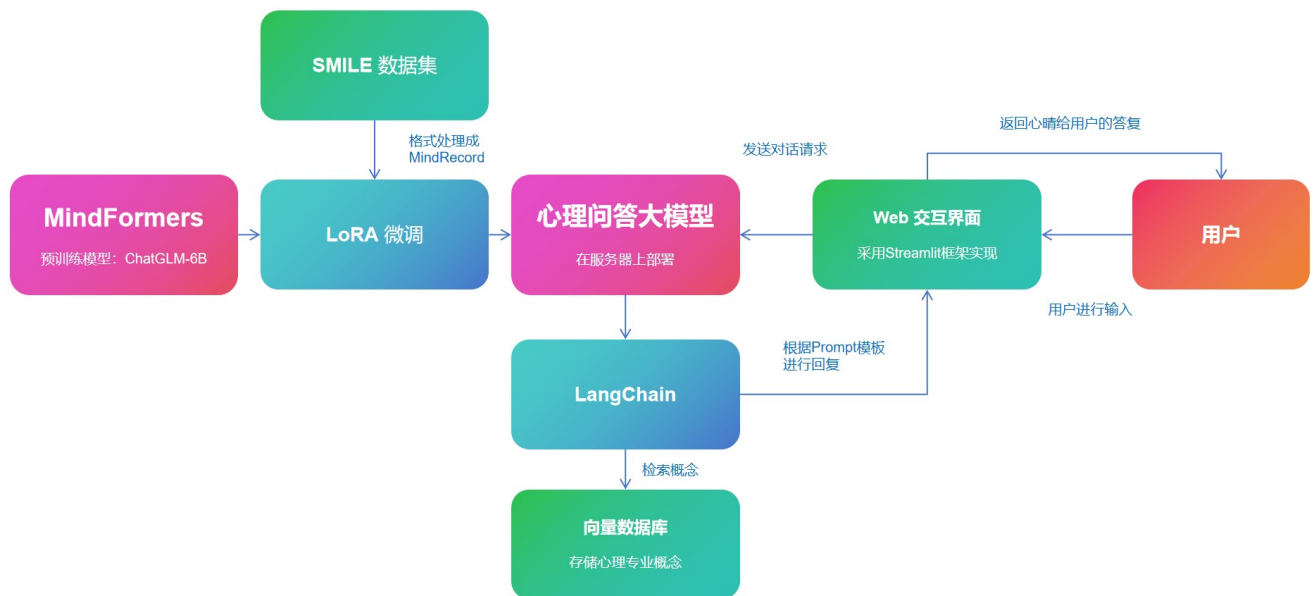 SMILE 数据集
格式处理成
MindRecord
MindFormers
预训练模型：ChatGLM-6B
LoRA 微调
心理问答大模型
在服务器上部署
发送对话请求
返回心晴给用户的答复
Web 交互界面
采用Streamlit框架实现
用户
用户进行输入
根据Prompt模板
进行回复
LangChain
检索概念
向量数据库
存储心理专业概念